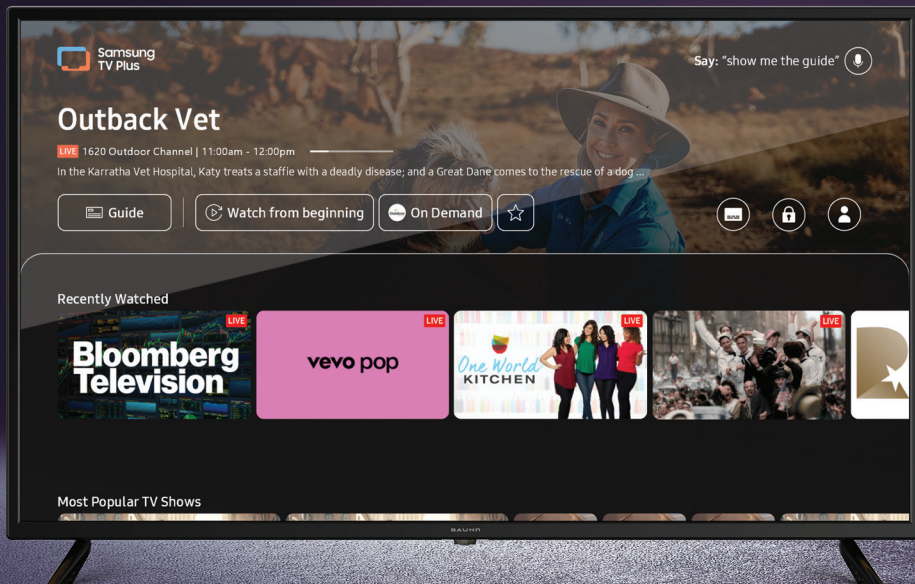 Samsung
TV Plus
Say: “show me the guide”
Outback Vet
LIVE 1620 Outdoor Channel | 11:00am - 12:00pm
In the Karratha Vet Hospital, Katy treats a staffie with a deadly disease; and a Great Dane comes to the rescue of a dog ...
Guide
Watch from beginning
On Demand
Recently Watched
LIVE
LIVE
LIVE
LIVE
Bloomberg
Television
vevo pop
One World
KITCHEN
Most Popular TV Shows
BAUHN